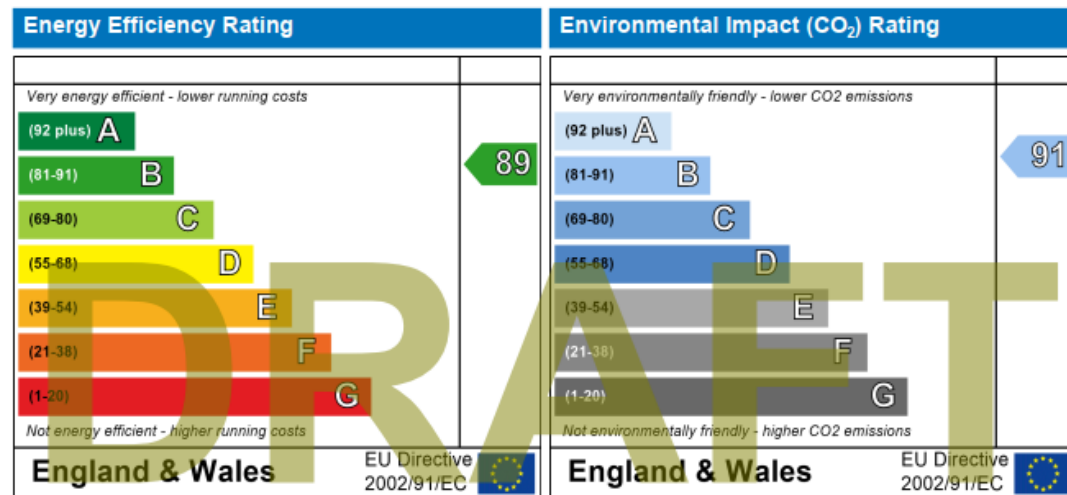 Energy Efficiency Rating
Very energy efficient - lower running costs
(92 plus) A
(81-91) B
(69-80) C
(55-68) D
(39-54) E
(21-38) F
(1-20) G
89
Not energy efficient - higher running costs
England & Wales
EU Directive
2002/91/EC
Environmental Impact (CO₂) Rating
Very environmentally friendly - lower CO2 emissions
(92 plus) A
(81-91) B
(69-80) C
(55-68) D
(39-54) E
(21-38) F
(1-20) G
91
Not environmentally friendly - higher CO2 emissions
England & Wales
EU Directive
2002/91/EC
DRAFT